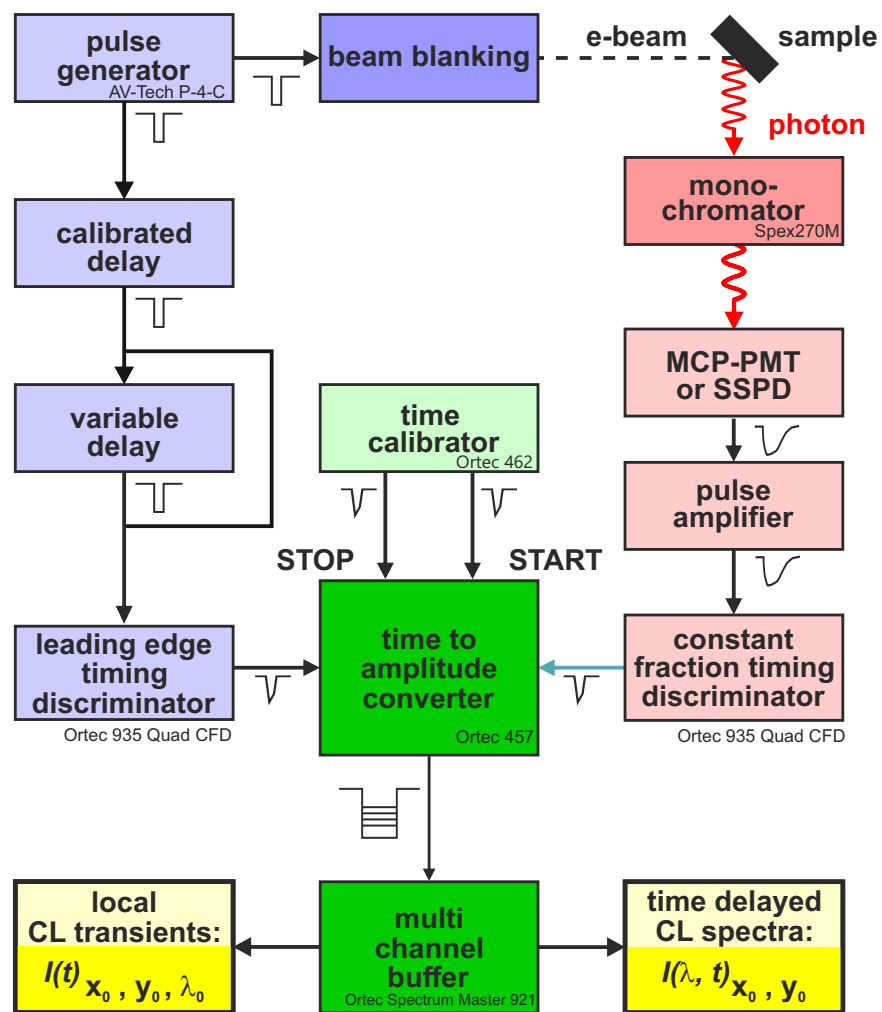 pulse
generator
AV-Tech P-4-C
beam blanking
e-beam
sample
photon
mono-
chromator
Spex270M
calibrated
delay
MCP-PMT
or SSPD
variable
delay
time
calibrator
Ortec 462
pulse
amplifier
STOP
START
leading edge
timing
discriminator
Ortec 935 Quad CFD
time to
amplitude
converter
Ortec 457
constant
fraction timing
discriminator
Ortec 935 Quad CFD
local
CL transients:
I(t) x₀ , y₀ , λ₀
multi
channel
buffer
Ortec Spectrum Master 921
time delayed
CL spectra:
I(λ, t) x₀ , y₀